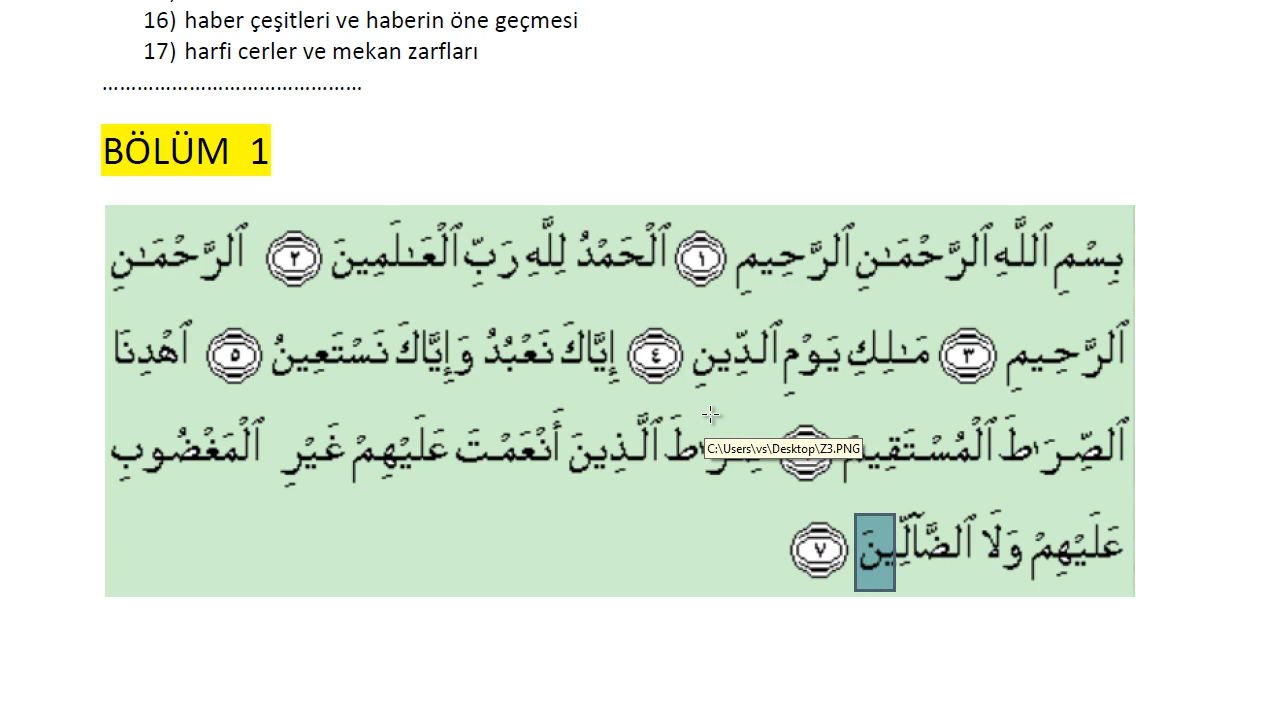 16) haber çeşitleri ve haberin öne geçmesi
17) harfi cerler ve mekan zarfları
………………………………………
BÖLÜM 1
بِسْمِ ٱللَّهِ ٱلرَّحْمَـٰنِ ٱلرَّحِيمِ ١ ٱلْحَمْدُ لِلَّهِ رَبِّ ٱلْعَـٰلَمِينَ ٢ ٱلرَّحْمَـٰنِ
ٱلرَّحِيمِ ٣ مَـٰلِكِ يَوْمِ ٱلدِّينِ ٤ إِيَّاكَ نَعْبُدُ وَإِيَّاكَ نَسْتَعِينُ ٥ ٱهْدِنَا
ٱلصِّرَٰطَ ٱلْمُسْتَقِيمَ ٱلَّذِينَ أَنْعَمْتَ عَلَيْهِمْ غَيْرِ ٱلْمَغْضُوبِ
C:\Users\vs\Desktop\Z3.PNG
عَلَيْهِمْ وَلَا ٱلضَّآلِّينَ ٧